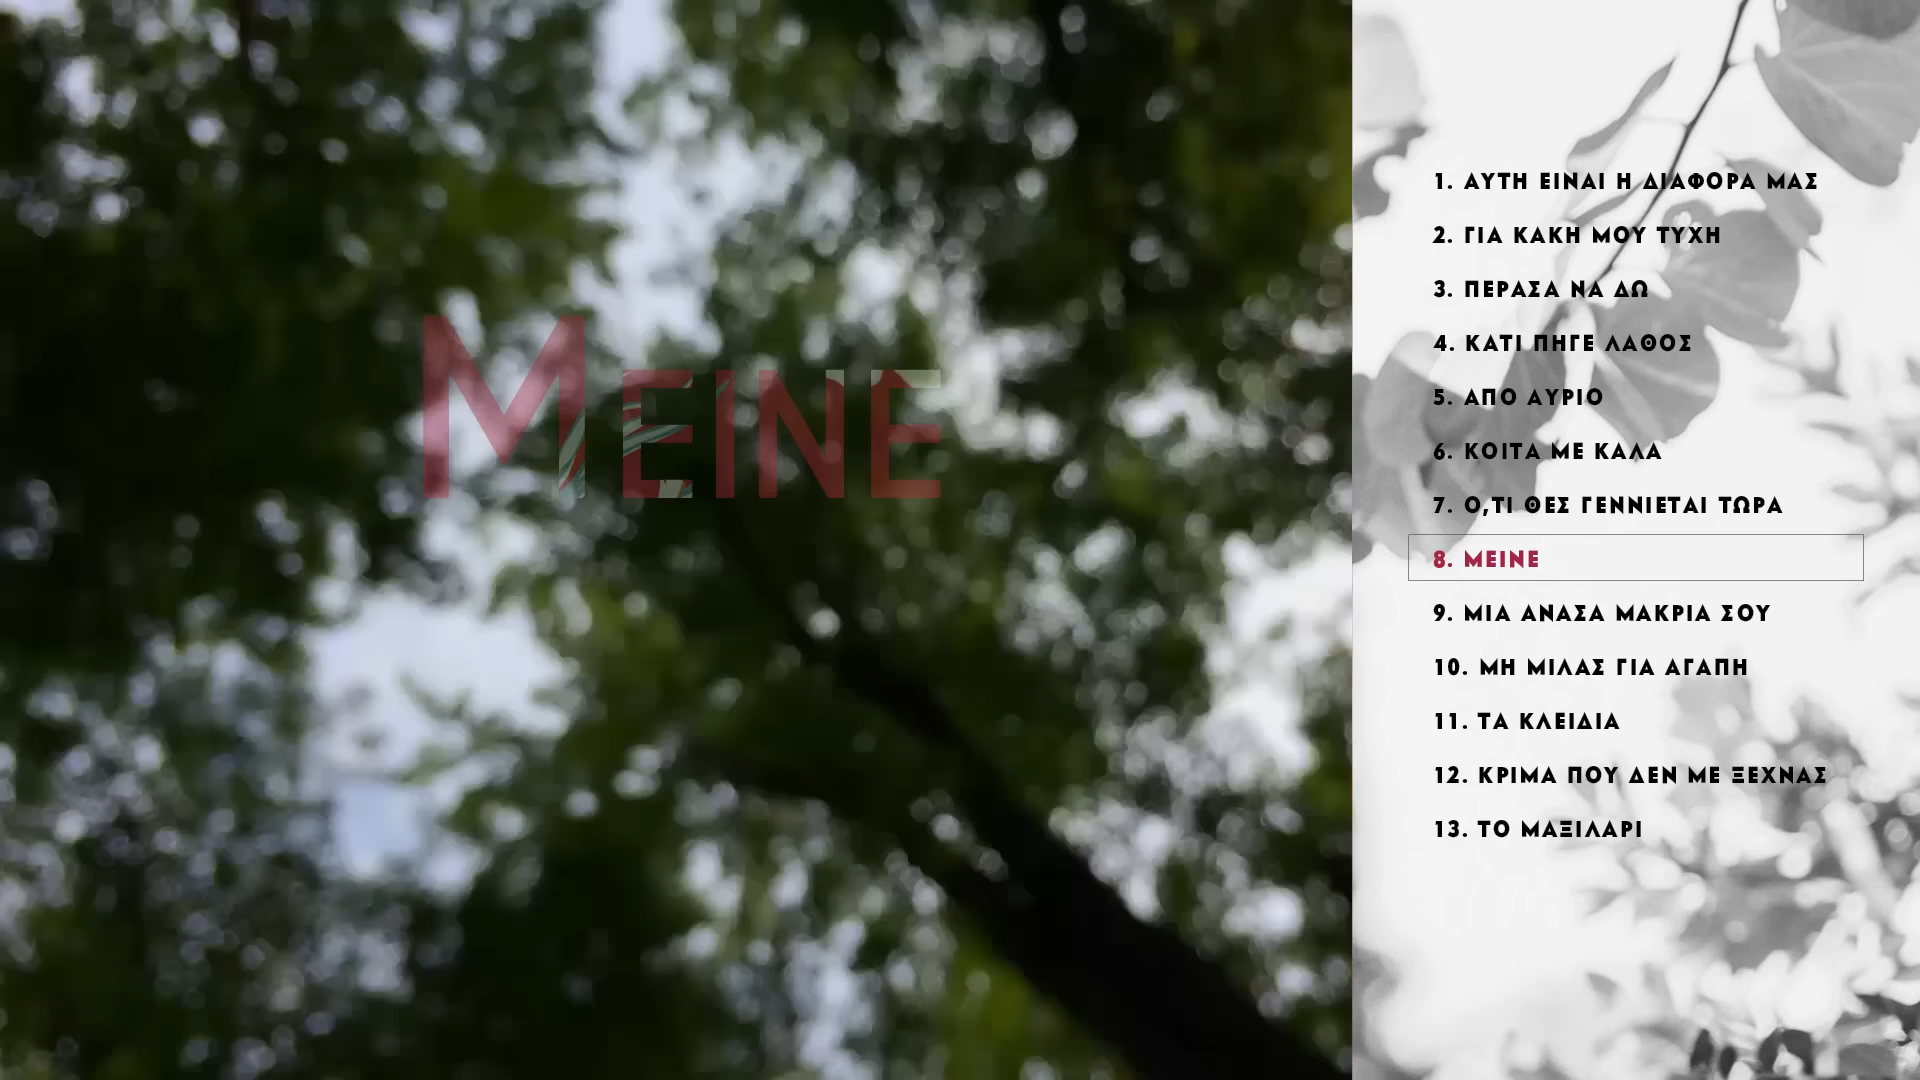 ΜΕΙΝΕ
1. ΑΥΤΗ ΕΙΝΑΙ Η ΔΙΑΦΟΡΑ ΜΑΣ
2. ΓΙΑ ΚΑΚΗ ΜΟΥ ΤΥΧΗ
3. ΠΕΡΑΣΑ ΝΑ ΔΩ
4. ΚΑΤΙ ΠΗΓΕ ΛΑΘΟΣ
5. ΑΠΟ ΑΥΡΙΟ
6. ΚΟΙΤΑ ΜΕ ΚΑΛΑ
7. Ο,ΤΙ ΘΕΣ ΓΕΝΝΙΕΤΑΙ ΤΩΡΑ
8. ΜΕΙΝΕ
9. ΜΙΑ ΑΝΑΣΑ ΜΑΚΡΙΑ ΣΟΥ
10. ΜΗ ΜΙΛΑΣ ΓΙΑ ΑΓΑΠΗ
11. ΤΑ ΚΛΕΙΔΙΑ
12. ΚΡΙΜΑ ΠΟΥ ΔΕΝ ΜΕ ΞΕΧΝΑΣ
13. ΤΟ ΜΑΞΙΛΑΡΙ